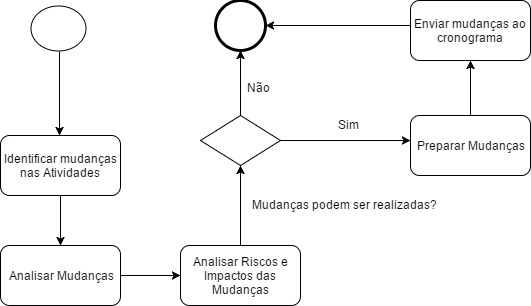 Enviar mudanças ao
cronograma
Não
Sim
Identificar mudanças
nas Atividades
Preparar Mudanças
Mudanças podem ser realizadas?
Analisar Mudanças
Analisar Riscos e
Impactos das
Mudanças